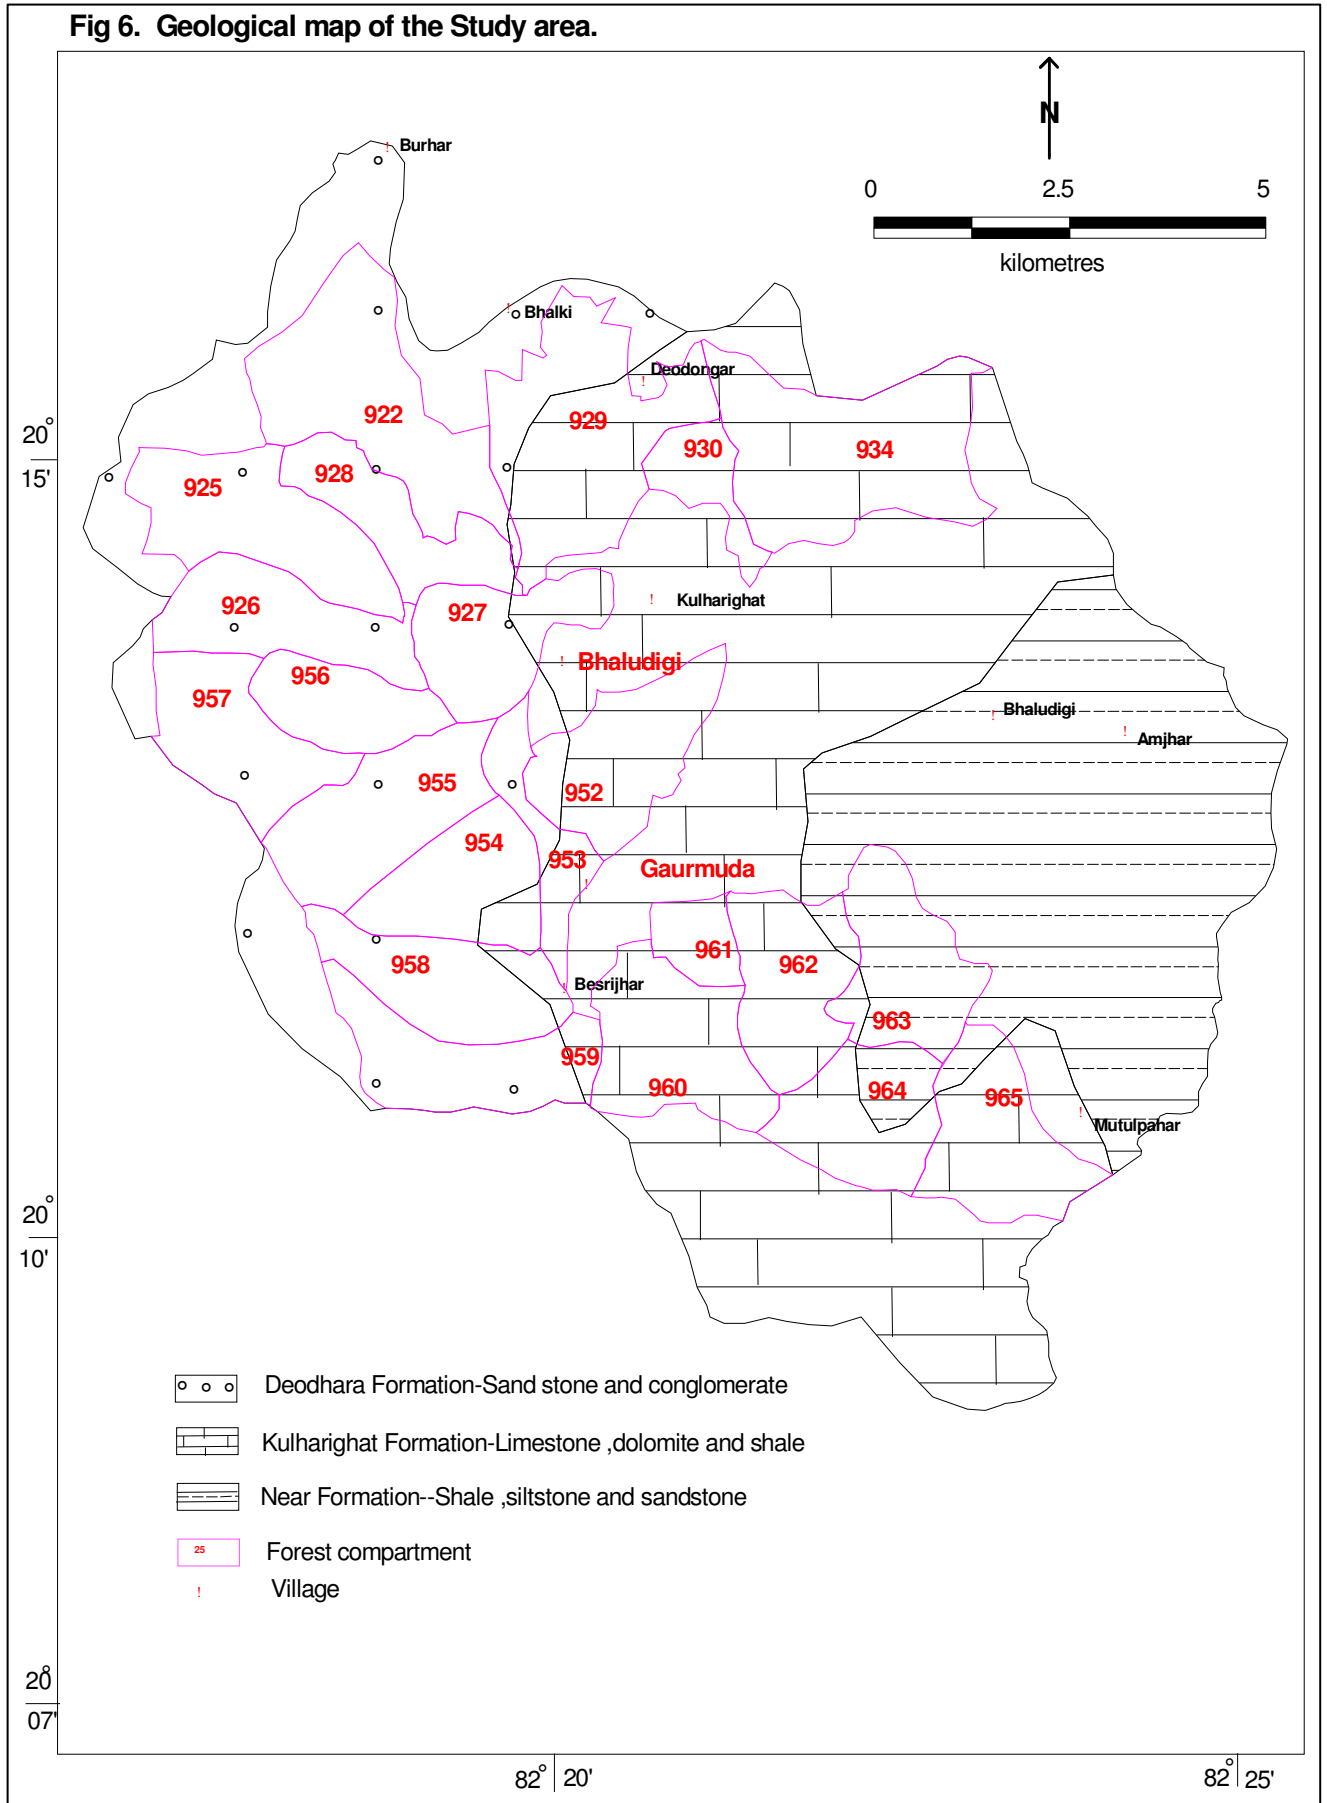 Fig 6. Geological map of the Study area.
N
0 2.5 5
kilometres
Burhar
Bhalki
Deodongar
922
929
930
934
20° 15'
925
928
926
927
Kulharighat
Bhaludigi
956
957
Bhaludigi
Amjhar
955
952
954
953
Gaurmuda
961
962
958
Besrijhar
963
959
960
964
965
Mutulpahar
20° 10'
Deodhara Formation-Sand stone and conglomerate
Kulharighat Formation-Limestone ,dolomite and shale
Near Formation--Shale ,siltstone and sandstone
25 Forest compartment
! Village
20° 07'
82° 20'
82° 25'